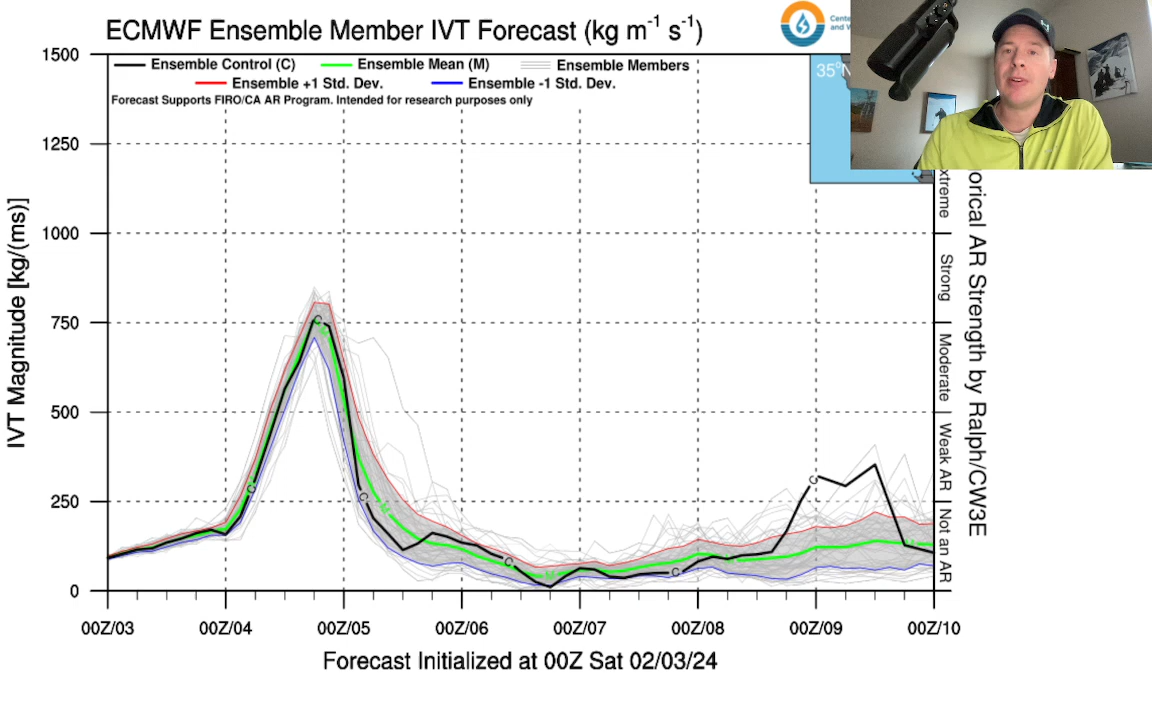 ECMWF Ensemble Member IVT Forecast (kg m⁻¹ s⁻¹)
Cente
and V
Ensemble Control (C)
Ensemble Mean (M)
Ensemble Members
Ensemble +1 Std. Dev.
Ensemble -1 Std. Dev.
Forecast Supports FIRO/CA AR Program. Intended for research purposes only
35°N
1500
1250
1000
750
500
250
0
IVT Magnitude [kg/(ms)]
C
C
C
C
C
C
M
M
M
xtreme
Strong
Moderate
Weak AR
Not an AR
orical AR Strength by Ralph/CW3E
00Z/03
00Z/04
00Z/05
00Z/06
00Z/07
00Z/08
00Z/09
00Z/10
Forecast Initialized at 00Z Sat 02/03/24